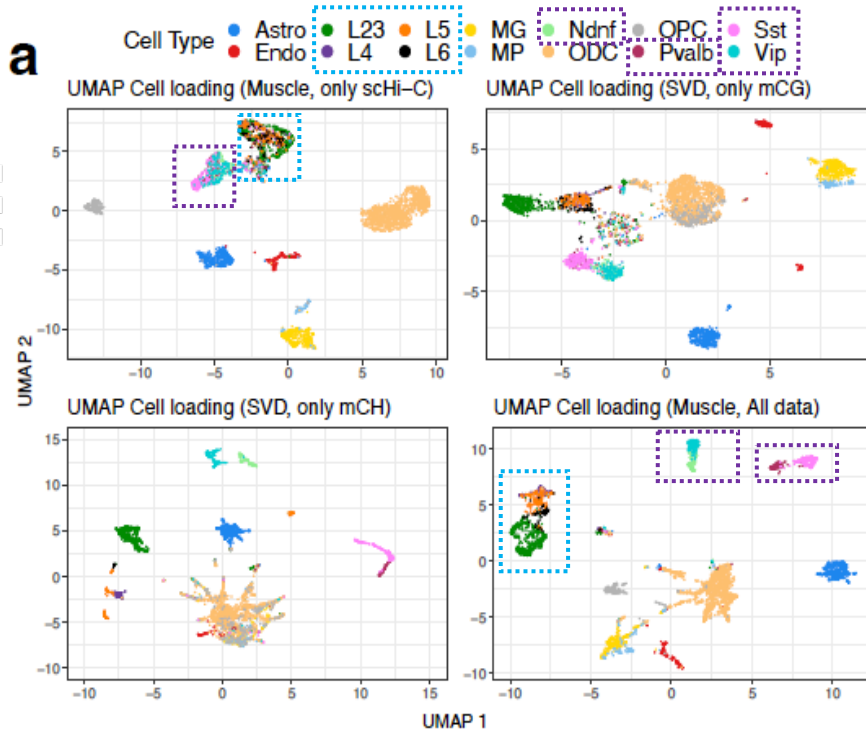 a
Cell Type Astro L23 L5 MG Ndnf OPC Sst
Endo L4 L6 MP ODC Pvalb Vip
UMAP Cell loading (Muscle, only scHi−C)
UMAP Cell loading (SVD, only mCG)
5
0
−5
−10
−10 −5 0 5 10
5
0
−5
−5 0 5
UMAP 2
UMAP Cell loading (SVD, only mCH)
UMAP Cell loading (Muscle, All data)
15
10
5
0
−5
−10
−10 −5 0 5 10 15
10
5
0
−5
−10
−10 −5 0 5 10
UMAP 1